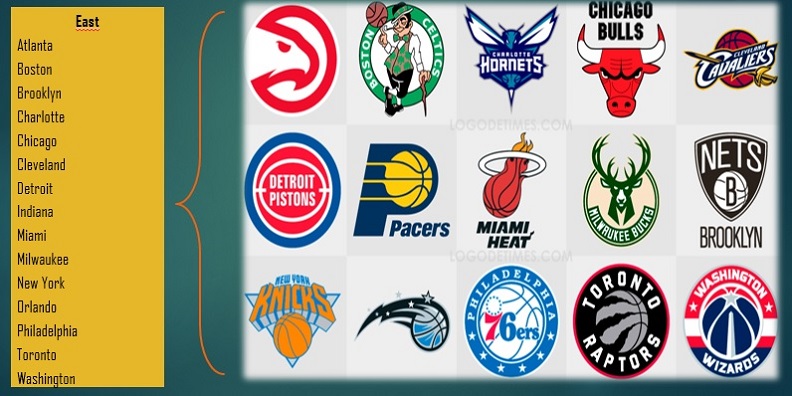 East
Atlanta
Boston
Brooklyn
Charlotte
Chicago
Cleveland
Detroit
Indiana
Miami
Milwaukee
New York
Orlando
Philadelphia
Toronto
Washington
BOSTON CELTICS
CHARLOTTE
HORNETS
CHICAGO
BULLS
CLEVELAND
CAVALIERS
LOGODETIMES.COM
DETROIT
PISTONS
Pacers
MIAMI
HEAT
MILWAUKEE BUCKS
NETS
B
BROOKLYN
LOGODETIMES.COM
NEW YORK
KNICKS
PHILADELPHIA
76ers
TORONTO
RAPTORS
WASHINGTON
WIZARDS
LOGODETIMES.COM